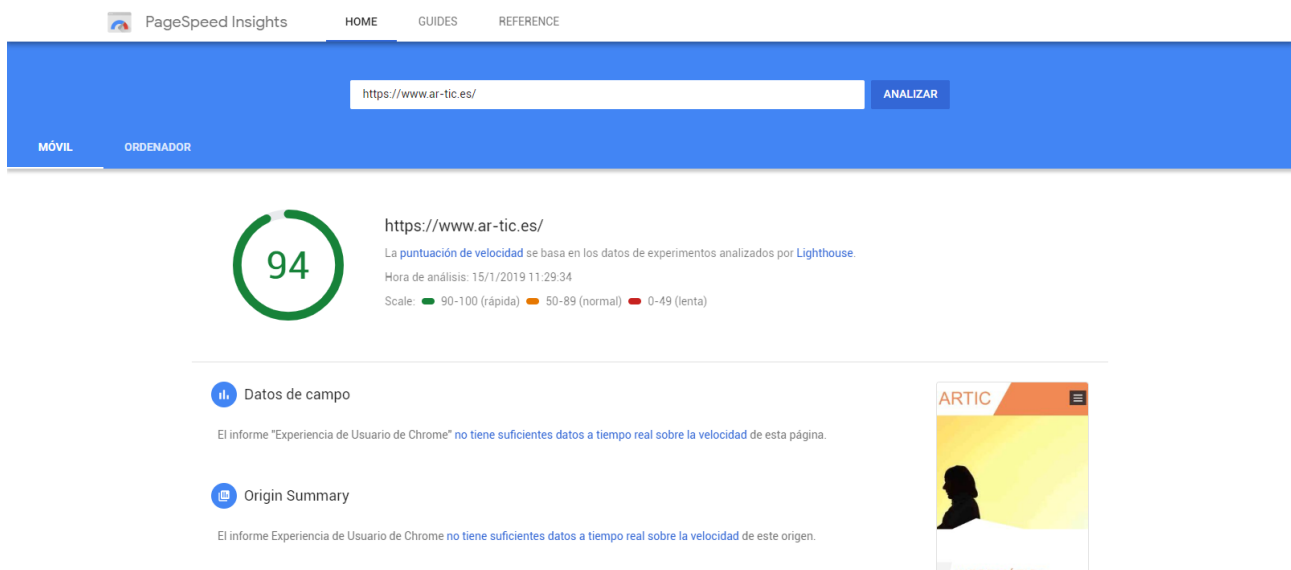 PageSpeed Insights HOME GUIDES REFERENCE
https://www.ar-tic.es/ ANALIZAR
MÓVIL ORDENADOR
94
https://www.ar-tic.es/
La puntuación de velocidad se basa en los datos de experimentos analizados por Lighthouse.
Hora de análisis: 15/1/2019 11:29:34
Scale: 90-100 (rápida) 50-89 (normal) 0-49 (lenta)
Datos de campo
El informe "Experiencia de Usuario de Chrome" no tiene suficientes datos a tiempo real sobre la velocidad de esta página.
ARTIC
Origin Summary
El informe Experiencia de Usuario de Chrome no tiene suficientes datos a tiempo real sobre la velocidad de este origen.